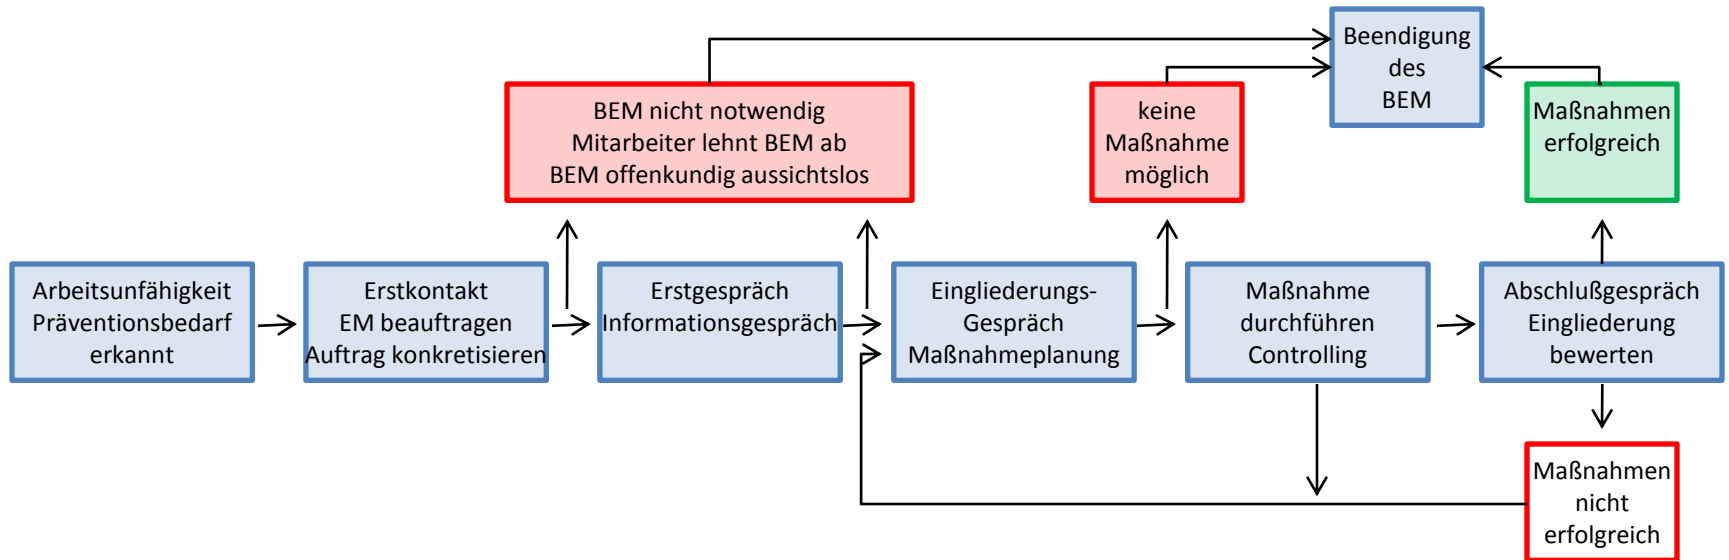 Beendigung
des
BEM
BEM nicht notwendig
Mitarbeiter lehnt BEM ab
BEM offenkundig aussichtslos
keine
Maßnahme
möglich
Maßnahmen
erfolgreich
Arbeitsunfähigkeit
Präventionsbedarf
erkannt
Erstkontakt
EM beauftragen
Auftrag konkretisieren
Erstgespräch
Informationsgespräch
Eingliederungs-
Gespräch
Maßnahmeplanung
Maßnahme
durchführen
Controlling
Abschlußgespräch
Eingliederung
bewerten
Maßnahmen
nicht
erfolgreich